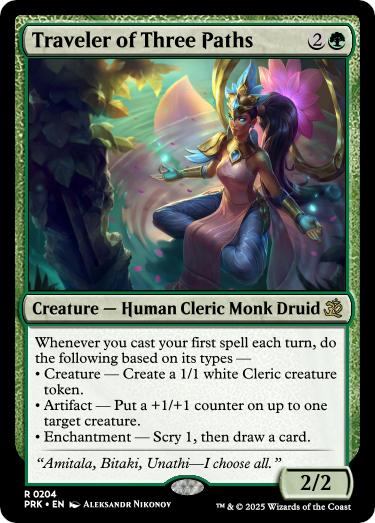 Traveler of Three Paths 2
Creature — Human Cleric Monk Druid
Whenever you cast your first spell each turn, do
the following based on its types —
• Creature — Create a 1/1 white Cleric creature
token.
• Artifact — Put a +1/+1 counter on up to one
target creature.
• Enchantment — Scry 1, then draw a card.
“Amitala, Bitaki, Unathi—I choose all.”
2/2
R 0204
PRK • EN Aleksandr Nikonov
™ & © 2025 Wizards of the Coast